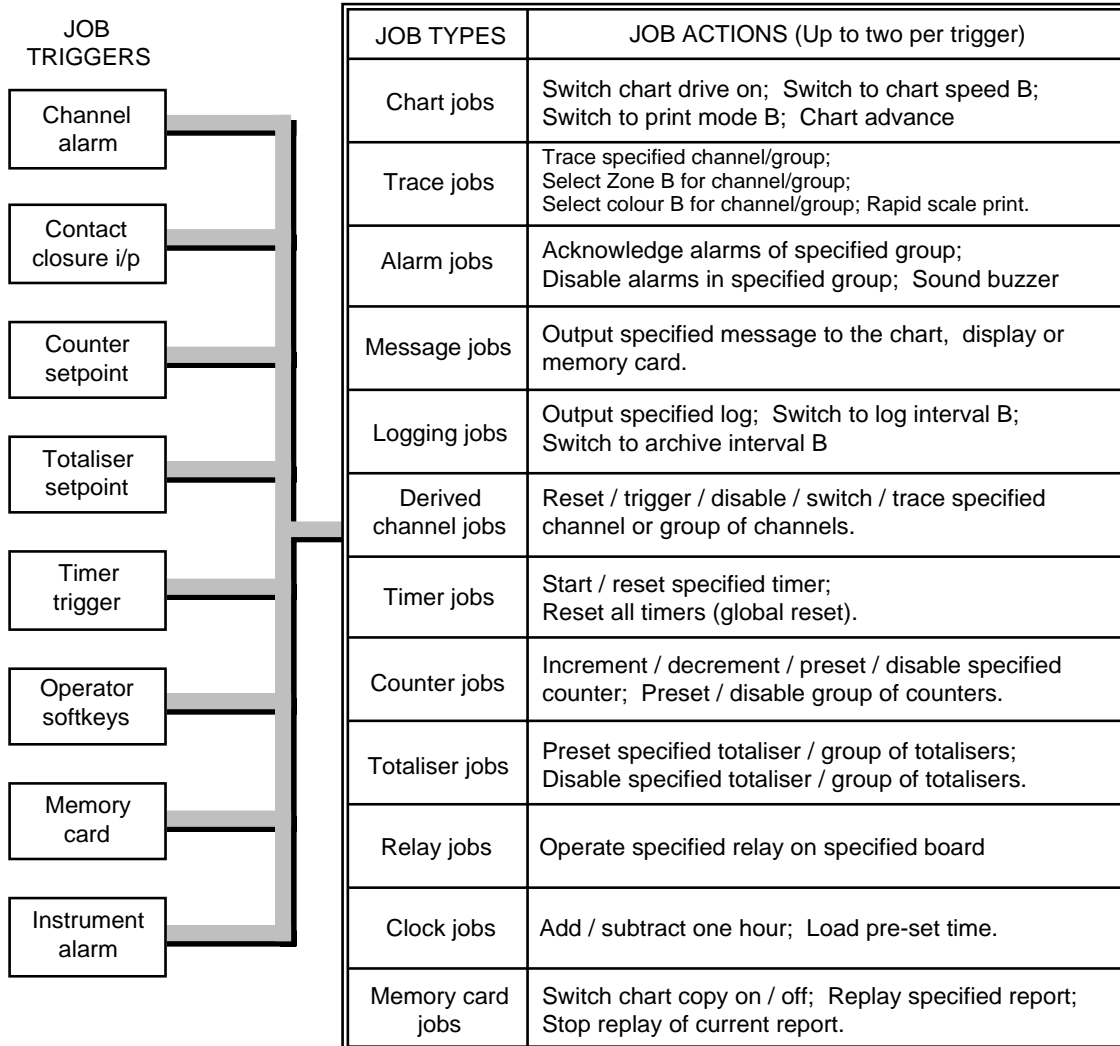 JOB
TRIGGERS
Channel
alarm
Contact
closure i/p
Counter
setpoint
Totaliser
setpoint
Timer
trigger
Operator
softkeys
Memory
card
Instrument
alarm
JOB TYPES
JOB ACTIONS (Up to two per trigger)
Chart jobs
Switch chart drive on; Switch to chart speed B;
Switch to print mode B; Chart advance
Trace jobs
Trace specified channel/group;
Select Zone B for channel/group;
Select colour B for channel/group; Rapid scale print.
Alarm jobs
Acknowledge alarms of specified group;
Disable alarms in specified group; Sound buzzer
Message jobs
Output specified message to the chart, display or
memory card.
Logging jobs
Output specified log; Switch to log interval B;
Switch to archive interval B
Derived
channel jobs
Reset / trigger / disable / switch / trace specified
channel or group of channels.
Timer jobs
Start / reset specified timer;
Reset all timers (global reset).
Counter jobs
Increment / decrement / preset / disable specified
counter; Preset / disable group of counters.
Totaliser jobs
Preset specified totaliser / group of totalisers;
Disable specified totaliser / group of totalisers.
Relay jobs
Operate specified relay on specified board
Clock jobs
Add / subtract one hour; Load pre-set time.
Memory card
jobs
Switch chart copy on / off; Replay specified report;
Stop replay of current report.